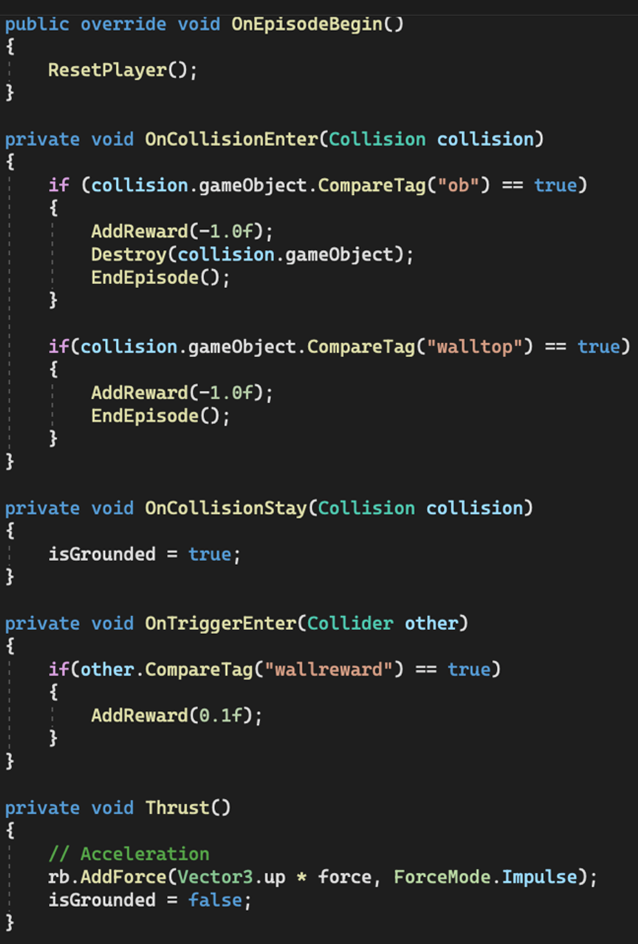 public override void OnEpisodeBegin()
{
    ResetPlayer();
}

private void OnCollisionEnter(Collision collision)
{
    if (collision.gameObject.CompareTag("ob") == true)
    {
        AddReward(-1.0f);
        Destroy(collision.gameObject);
        EndEpisode();
    }

    if(collision.gameObject.CompareTag("walltop") == true)
    {
        AddReward(-1.0f);
        EndEpisode();
    }
}

private void OnCollisionStay(Collision collision)
{
    isGrounded = true;
}

private void OnTriggerEnter(Collider other)
{
    if(other.CompareTag("wallreward") == true)
    {
        AddReward(0.1f);
    }
}

private void Thrust()
{
    // Acceleration
    rb.AddForce(Vector3.up * force, ForceMode.Impulse);
    isGrounded = false;
}